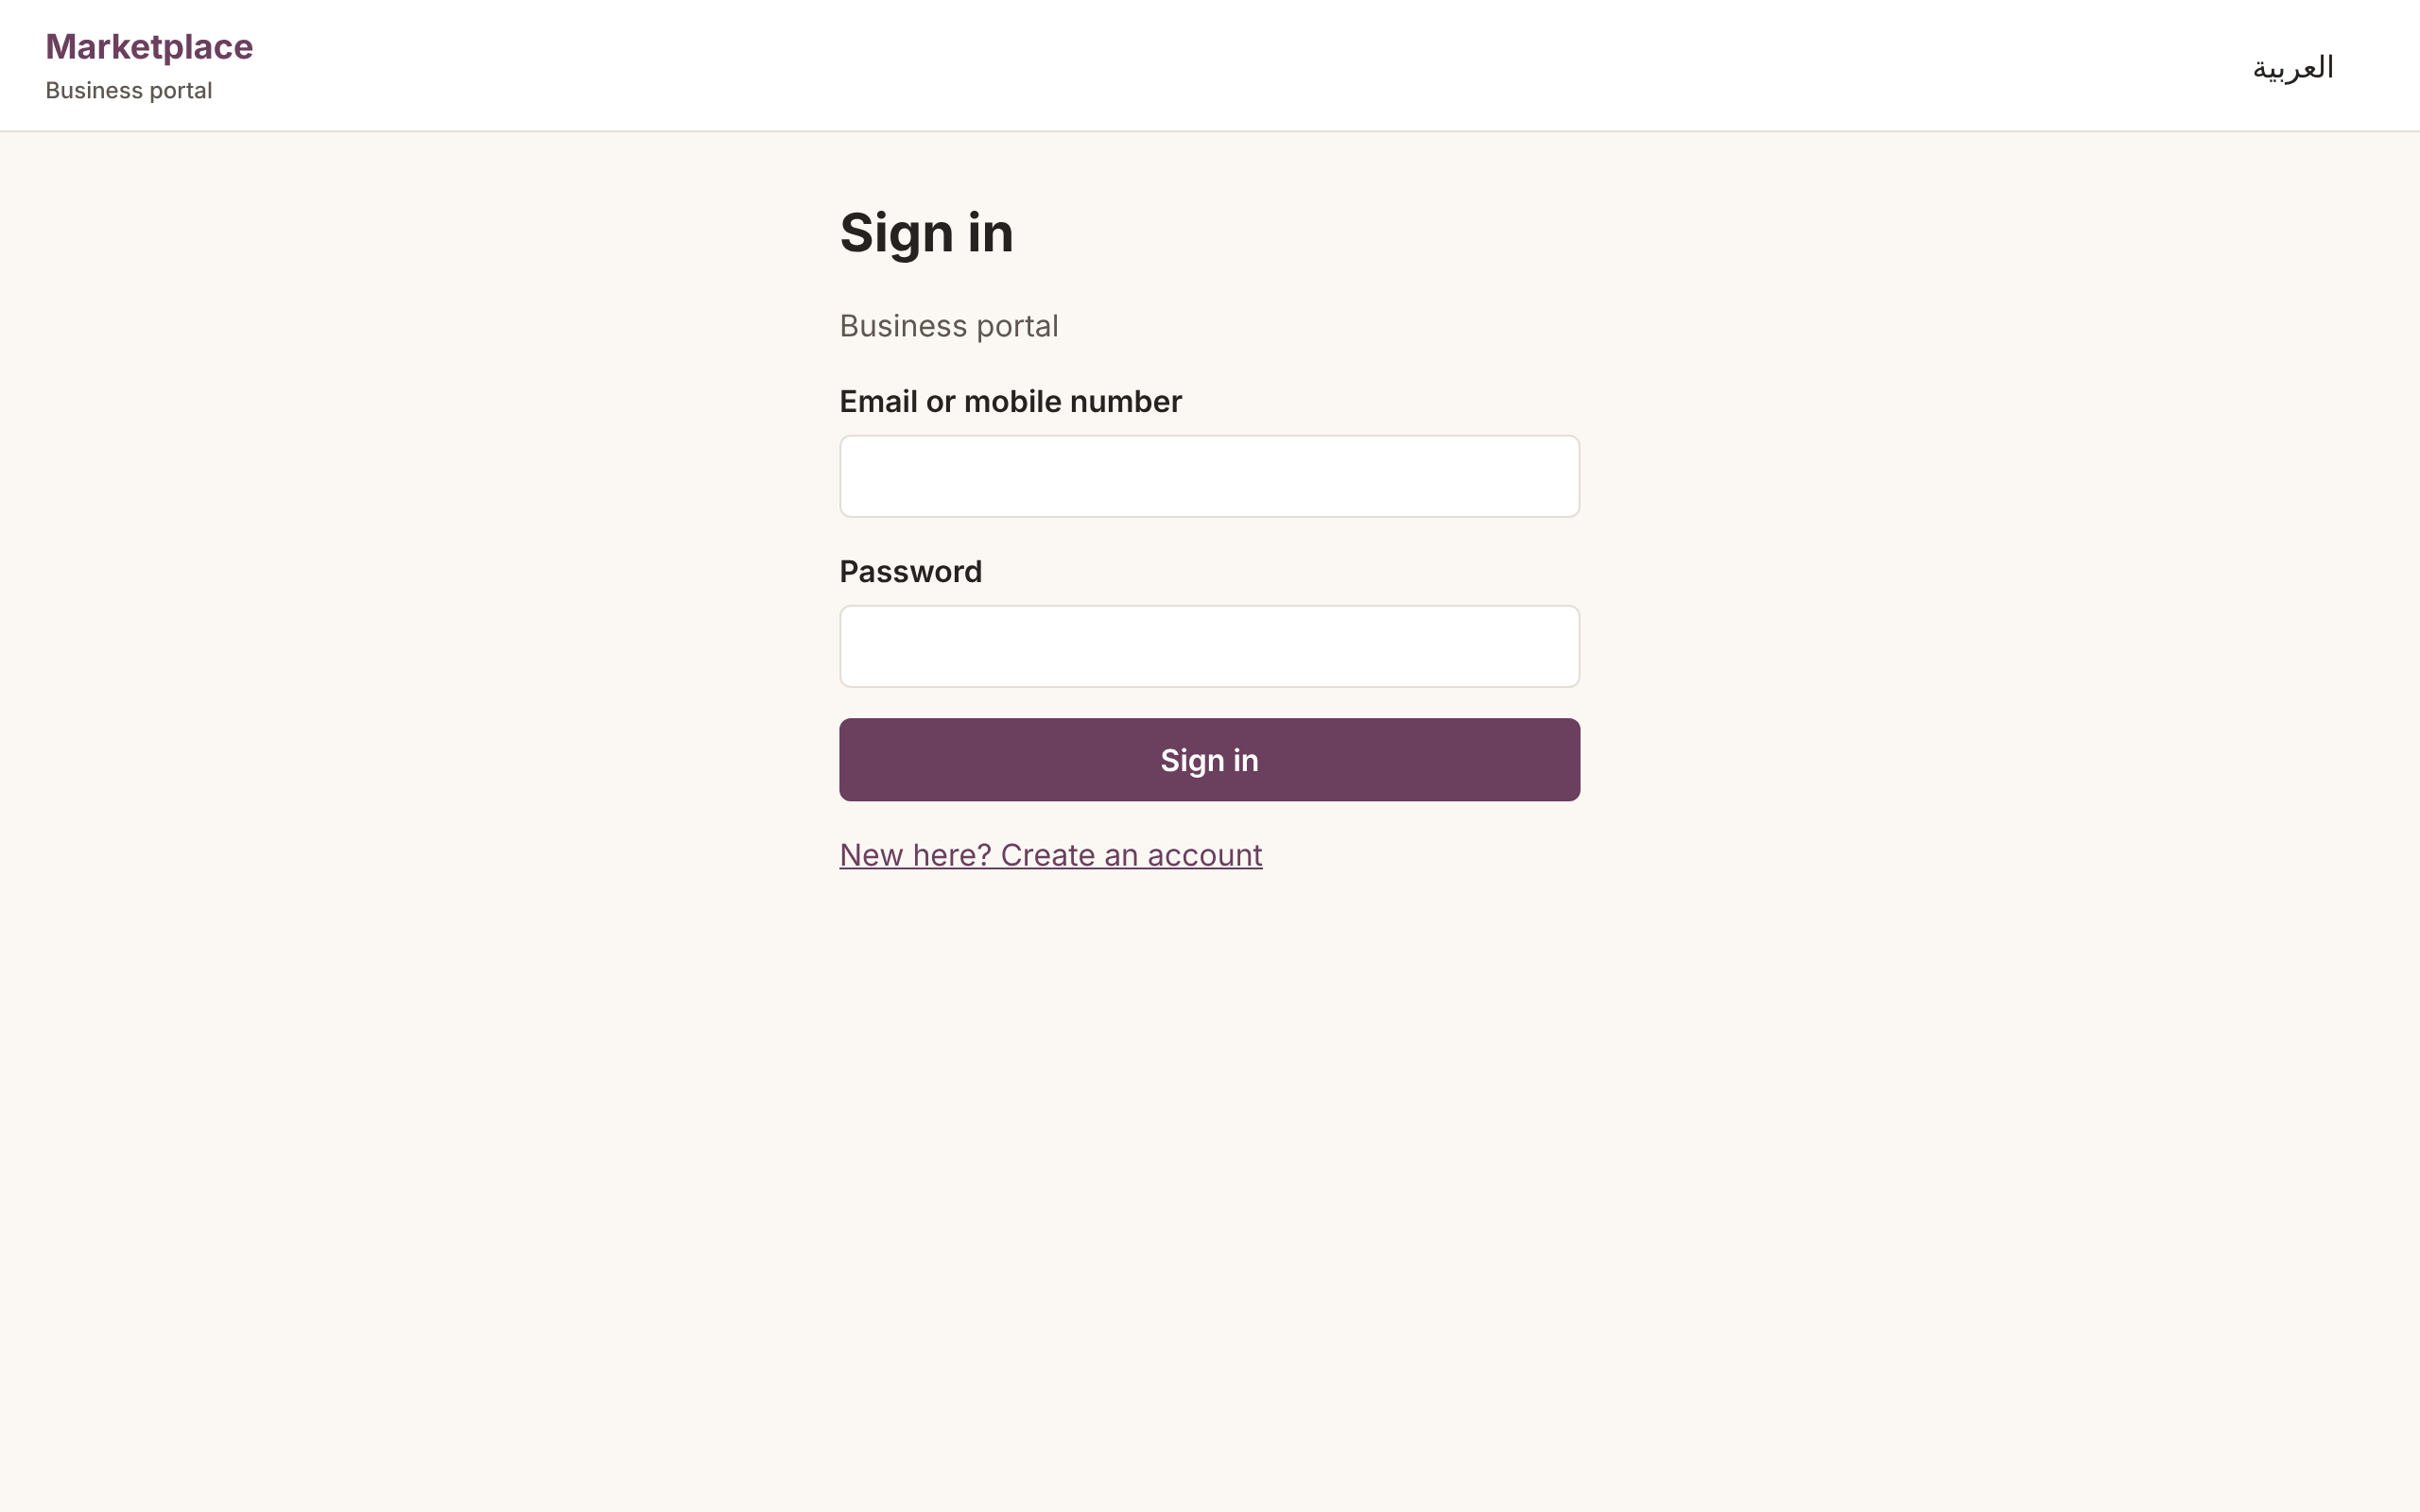 Marketplace
Business portal
العربية
Sign in
Business portal
Email or mobile number
Password
Sign in
New here? Create an account